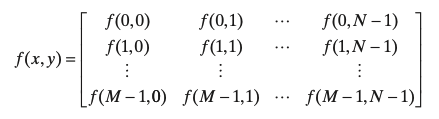 f(0,0) f(0,1) ⋯ f(0,N−1)
f(1,0) f(1,1) ⋯ f(1,N−1)
f(x,y)= ⋮ ⋮ ⋮
f(M−1,0) f(M−1,1) ⋯ f(M−1,N−1)